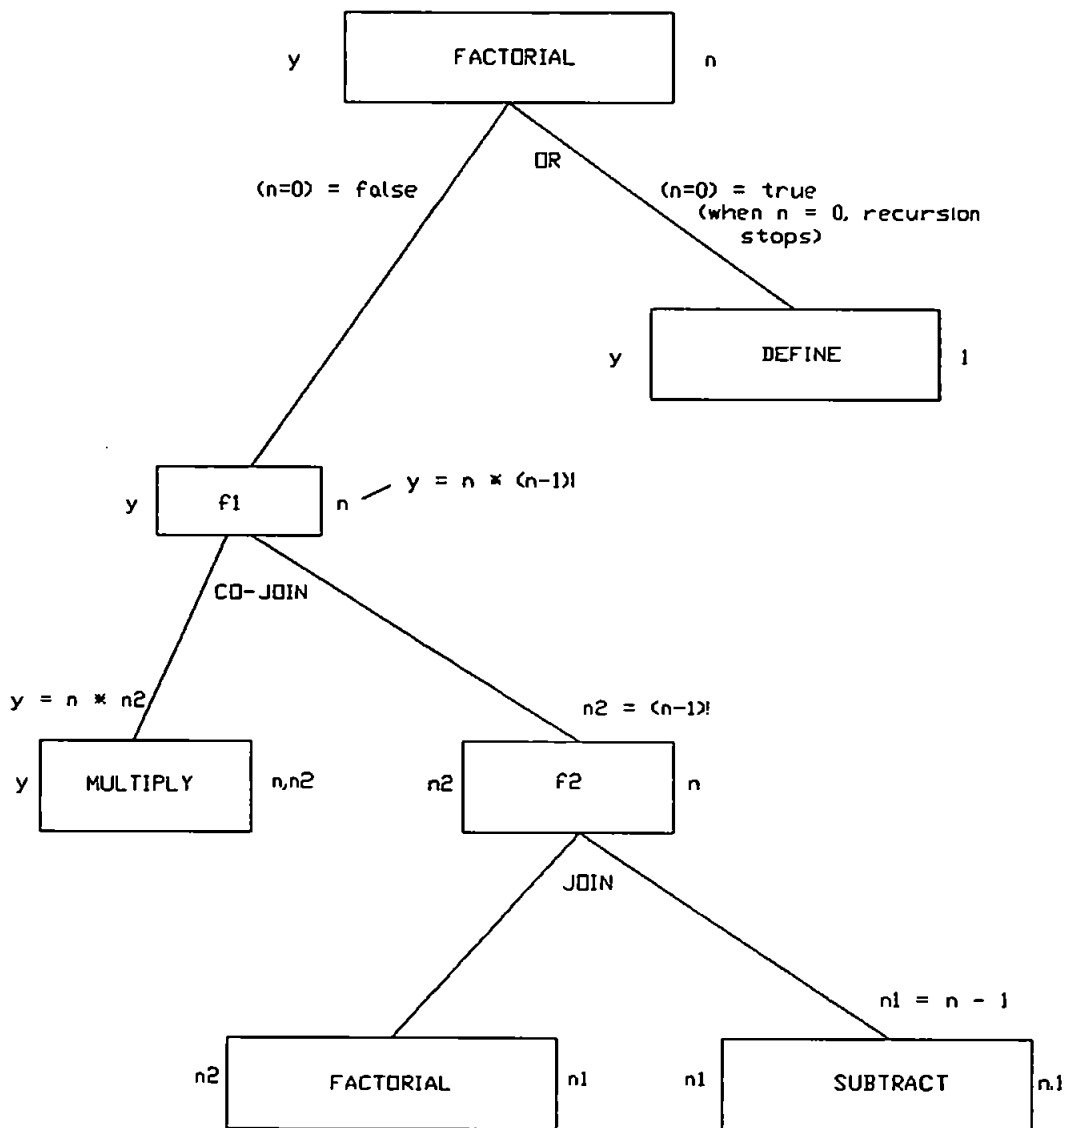 y FACTORIAL n
OR
(n=0) = false
(n=0) = true
(when n = 0, recursion
stops)
y DEFINE 1
y f1 n
y = n * (n-1)!
CO-JOIN
y = n * n2
n2 = (n-1)!
y MULTIPLY n,n2
n2 f2 n
JOIN
n1 = n - 1
n2 FACTORIAL n1
n1 SUBTRACT n,1